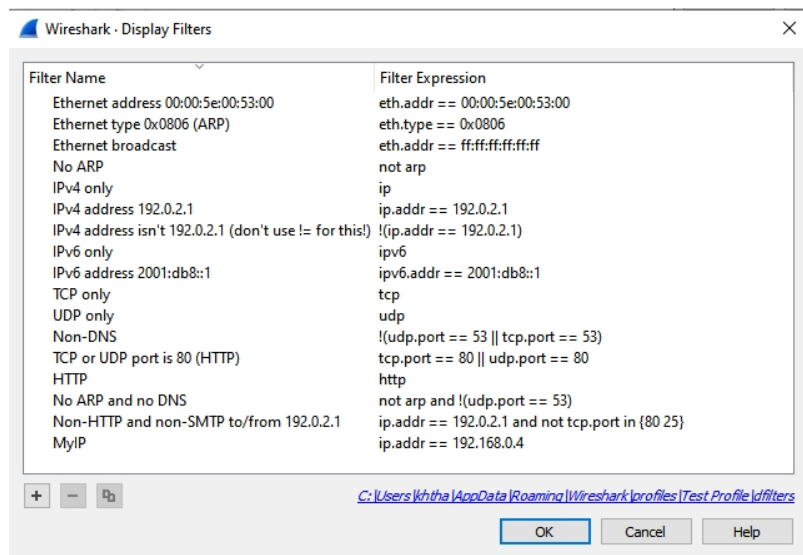 Wireshark · Display Filters
Filter Name Filter Expression
Ethernet address 00:00:5e:00:53:00 eth.addr == 00:00:5e:00:53:00
Ethernet type 0x0806 (ARP) eth.type == 0x0806
Ethernet broadcast eth.addr == ff:ff:ff:ff:ff:ff
No ARP not arp
IPv4 only ip
IPv4 address 192.0.2.1 ip.addr == 192.0.2.1
IPv4 address isn't 192.0.2.1 (don't use != for this!) !(ip.addr == 192.0.2.1)
IPv6 only ipv6
IPv6 address 2001:db8::1 ipv6.addr == 2001:db8::1
TCP only tcp
UDP only udp
Non-DNS !(udp.port == 53 || tcp.port == 53)
TCP or UDP port is 80 (HTTP) tcp.port == 80 || udp.port == 80
HTTP http
No ARP and no DNS not arp and !(udp.port == 53)
Non-HTTP and non-SMTP to/from 192.0.2.1 ip.addr == 192.0.2.1 and not tcp.port in {80 25}
MyIP ip.addr == 192.168.0.4
C:\Users\khtha\AppData\Roaming\Wireshark\profiles\Test Profile\dfilters
OK Cancel Help